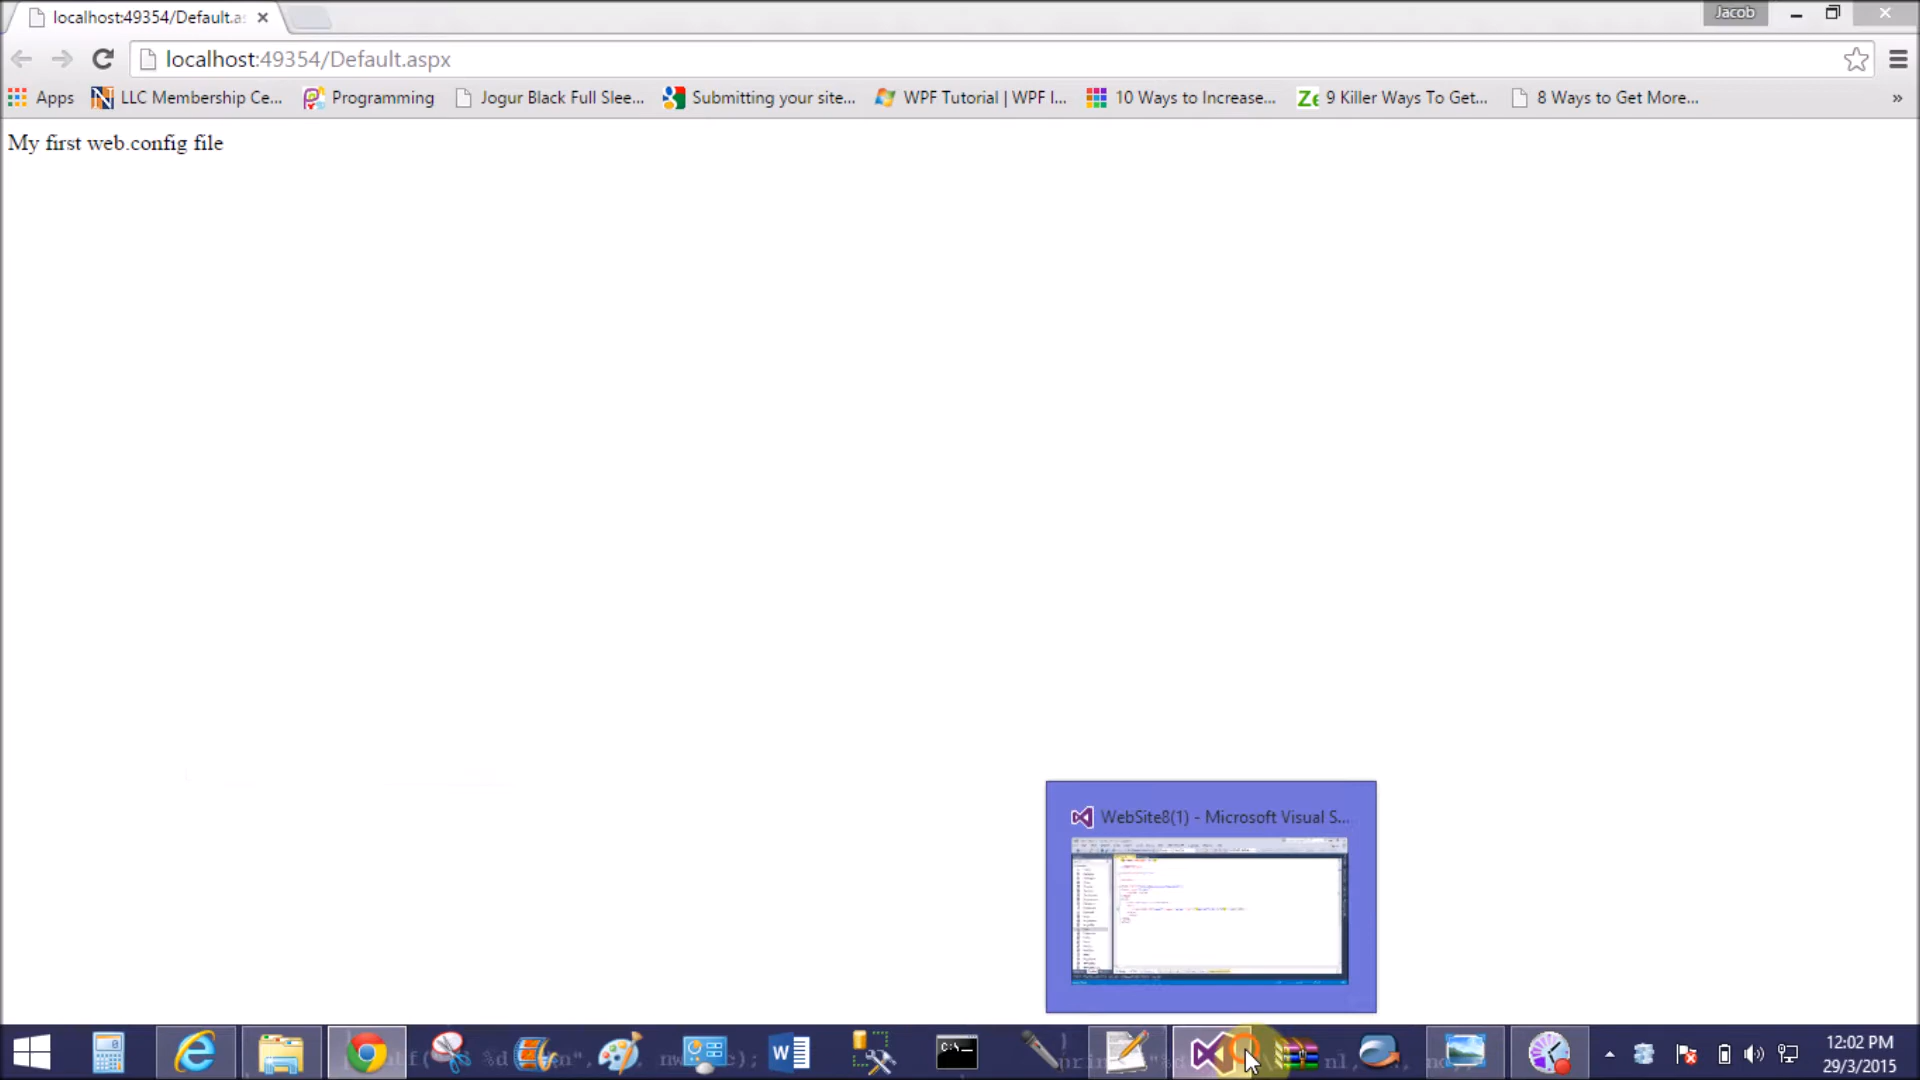 localhost:49354/Default.as
Jacob
localhost:49354/Default.aspx
Apps
LLC Membership Ce...
Programming
Jogur Black Full Slee...
Submitting your site...
WPF Tutorial | WPF I...
10 Ways to Increase...
Ze 9 Killer Ways To Get...
8 Ways to Get More...
»
My first web.config file
WebSite8(1) - Microsoft Visual S...
12:02 PM
29/3/2015